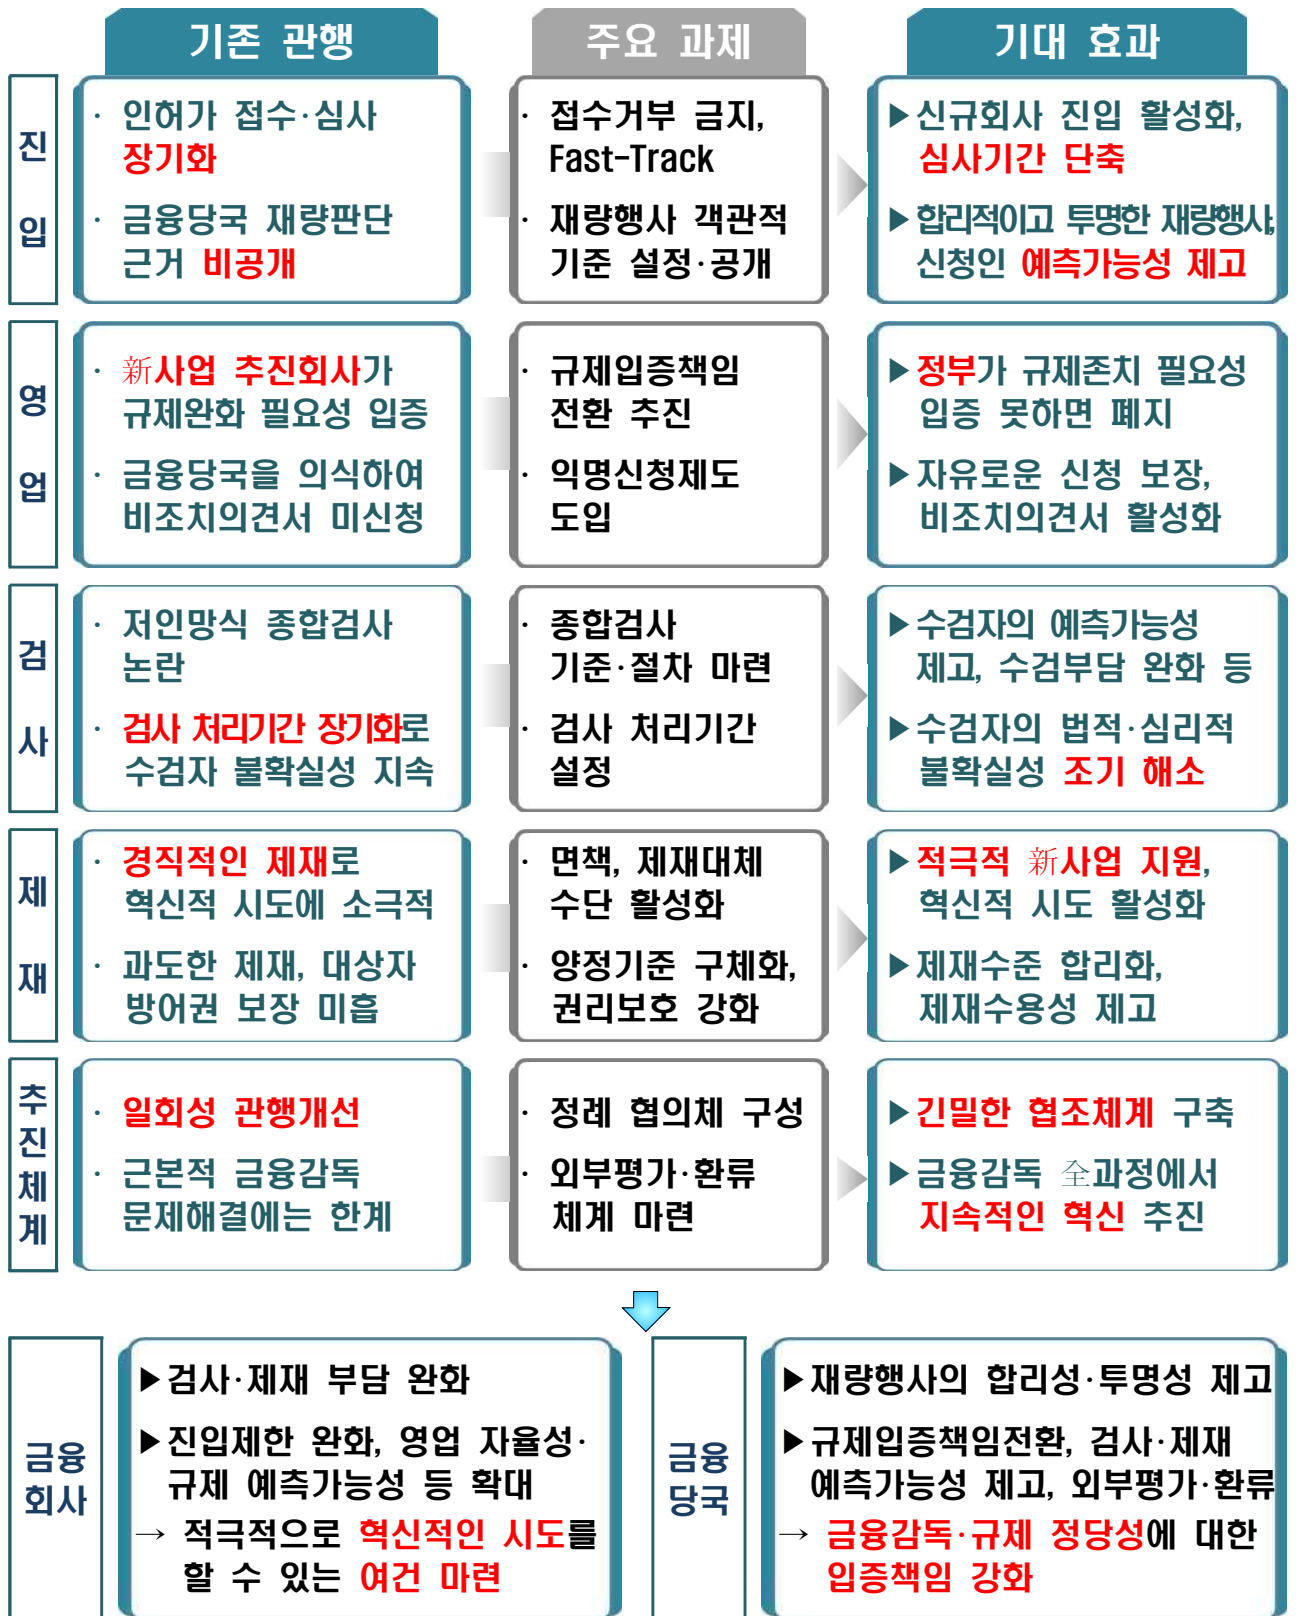 기존 관행
주요 과제
기대 효과
진
입
· 인허가 접수·심사
장기화
· 금융당국 재량판단
근거 비공개
· 접수거부 금지,
Fast-Track
· 재량행사 객관적
기준 설정·공개
▶신규회사 진입 활성화,
심사기간 단축
▶합리적이고 투명한 재량행사,
신청인 예측가능성 제고
영
업
· 新사업 추진회사가
규제완화 필요성 입증
· 금융당국을 의식하여
비조치의견서 미신청
· 규제입증책임
전환 추진
· 익명신청제도
도입
▶정부가 규제존치 필요성
입증 못하면 폐지
▶자유로운 신청 보장,
비조치의견서 활성화
검
사
· 저인망식 종합검사
논란
· 검사 처리기간 장기화로
수검자 불확실성 지속
· 종합검사
기준·절차 마련
· 검사 처리기간
설정
▶수검자의 예측가능성
제고, 수검부담 완화 등
▶수검자의 법적·심리적
불확실성 조기 해소
제
재
· 경직적인 제재로
혁신적 시도에 소극적
· 과도한 제재, 대상자
방어권 보장 미흡
· 면책, 제재대체
수단 활성화
· 양정기준 구체화,
권리보호 강화
▶적극적 新사업 지원,
혁신적 시도 활성화
▶제재수준 합리화,
제재수용성 제고
추
진
체
계
· 일회성 관행개선
· 근본적 금융감독
문제해결에는 한계
· 정례 협의체 구성
· 외부평가·환류
체계 마련
▶긴밀한 협조체계 구축
▶금융감독 全과정에서
지속적인 혁신 추진
금융
회사
▶검사·제재 부담 완화
▶진입제한 완화, 영업 자율성·
규제 예측가능성 등 확대
→ 적극적으로 혁신적인 시도를
할 수 있는 여건 마련
금융
당국
▶재량행사의 합리성·투명성 제고
▶규제입증책임전환, 검사·제재
예측가능성 제고, 외부평가·환류
→ 금융감독·규제 정당성에 대한
입증책임 강화